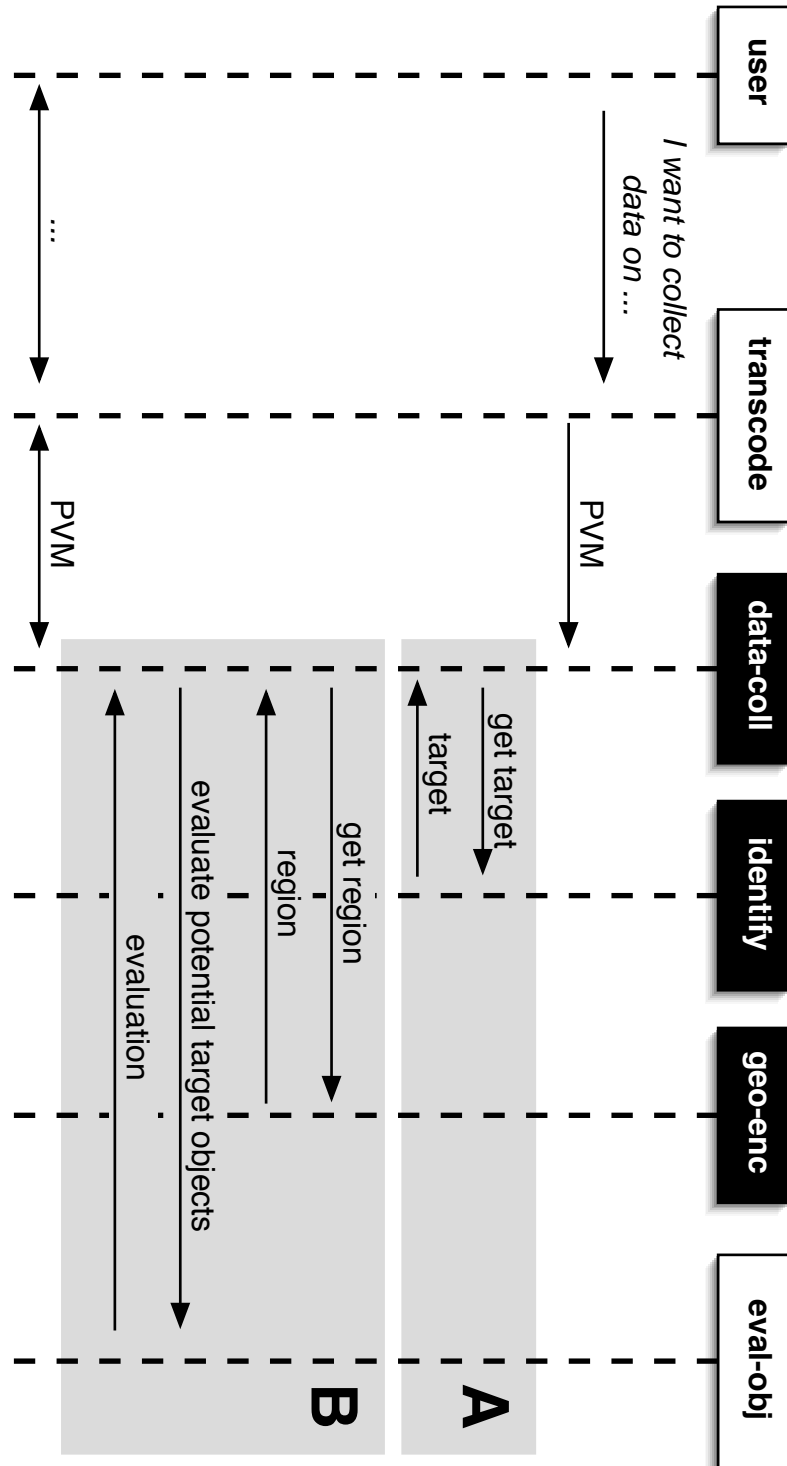 user
transcode
data-coll
identify
geo-enc
eval-obj
I want to collect
data on ...
PVM
get target
target
A
get region
region
evaluate potential target objects
evaluation
B
...
PVM